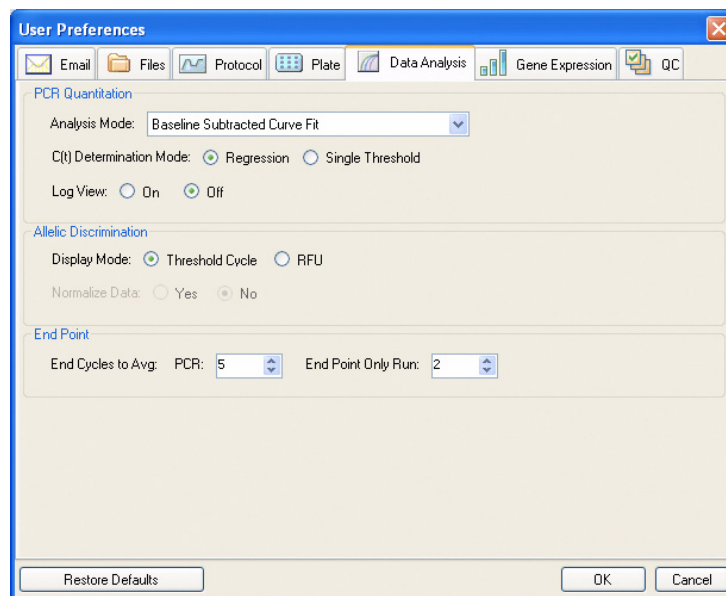 User Preferences
Email Files Protocol Plate Data Analysis Gene Expression QC
PCR Quantitation
Analysis Mode: Baseline Subtracted Curve Fit
C(t) Determination Mode: Regression Single Threshold
Log View: On Off
Allelic Discrimination
Display Mode: Threshold Cycle RFU
Normalize Data: Yes No
End Point
End Cycles to Avg: PCR: 5 End Point Only Run: 2
Restore Defaults OK Cancel